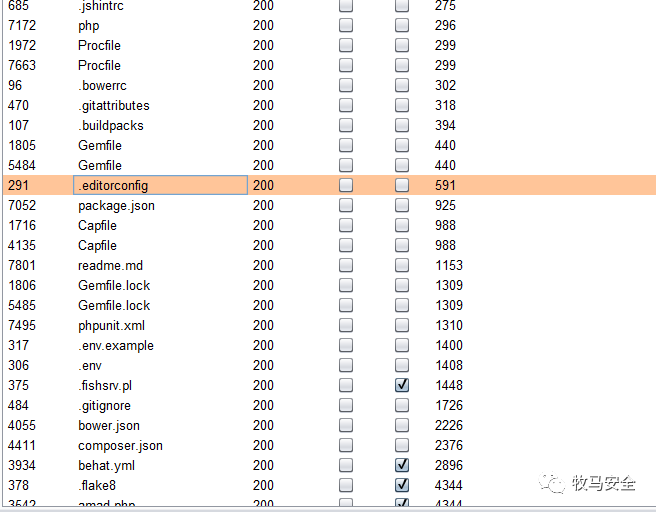 685 .jshintrc 200 275
7172 php 200 296
1972 Procfile 200 299
7663 Procfile 200 299
96 .bowerrc 200 302
470 .gitattributes 200 318
107 .buildpacks 200 394
1805 Gemfile 200 440
5484 Gemfile 200 440
291 .editorconfig 200 591
7052 package.json 200 925
1716 Capfile 200 988
4135 Capfile 200 988
7801 readme.md 200 1153
1806 Gemfile.lock 200 1309
5485 Gemfile.lock 200 1309
7495 phpunit.xml 200 1310
317 .env.example 200 1400
306 .env 200 1408
375 .fishsrv.pl 200 1448
484 .gitignore 200 1726
4055 bower.json 200 2226
4411 composer.json 200 2376
3934 behat.yml 200 2896
378 .flake8 200 4344
3542 amad.php 200 4344
牧马安全